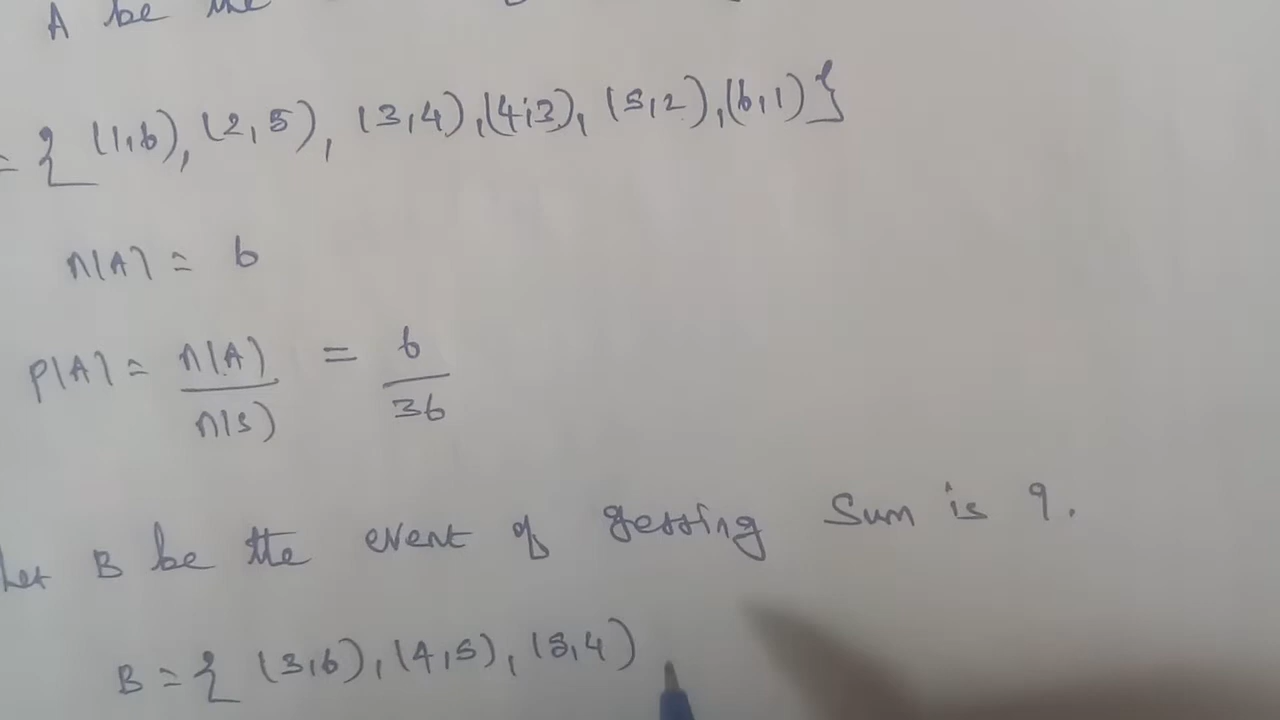 A be the
= { (1,6), (2,5), (3,4), (4,3), (5,2), (6,1) }
n(A) = 6
P(A) = n(A)/n(S) = 6/36
Let B be the event of getting Sum is 9.
B = { (3,6), (4,5), (5,4)